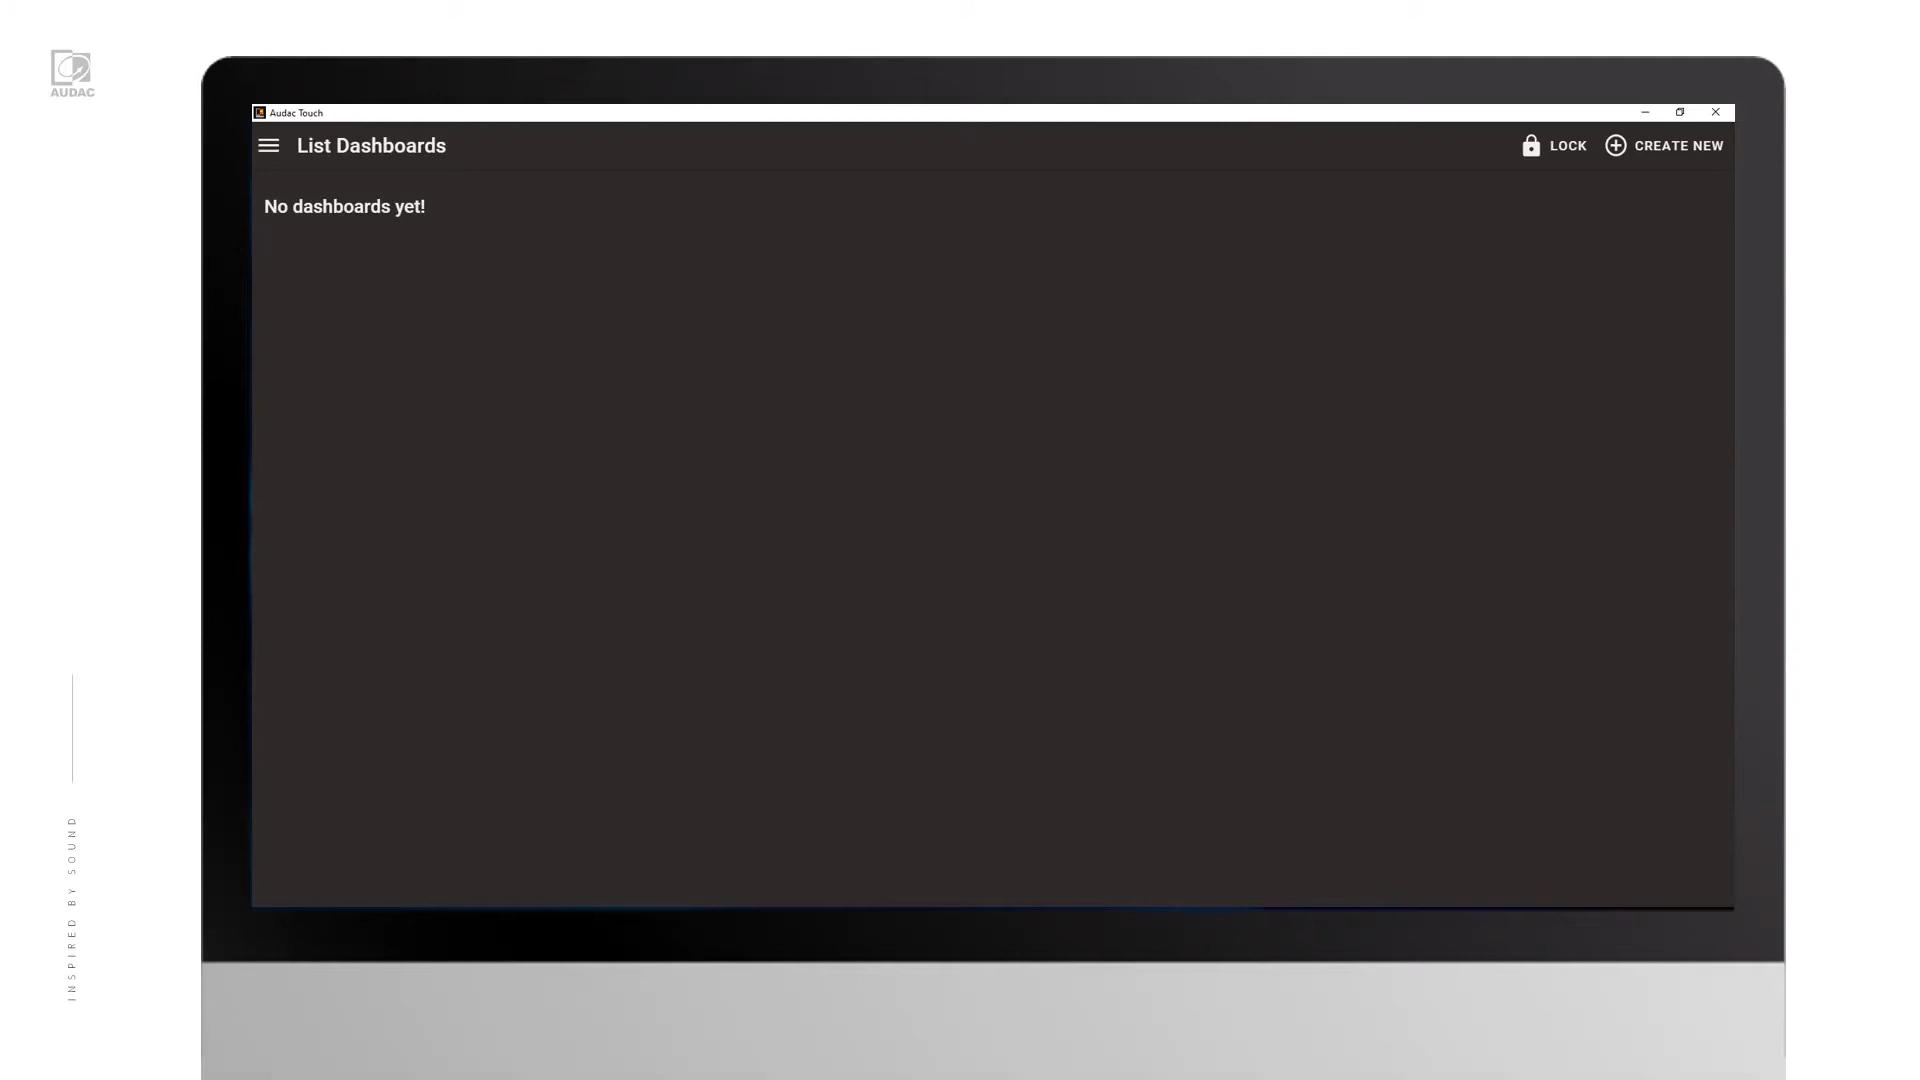 AUDAC
Audac Touch
List Dashboards
LOCK
CREATE NEW
No dashboards yet!
INSPIRED BY SOUND